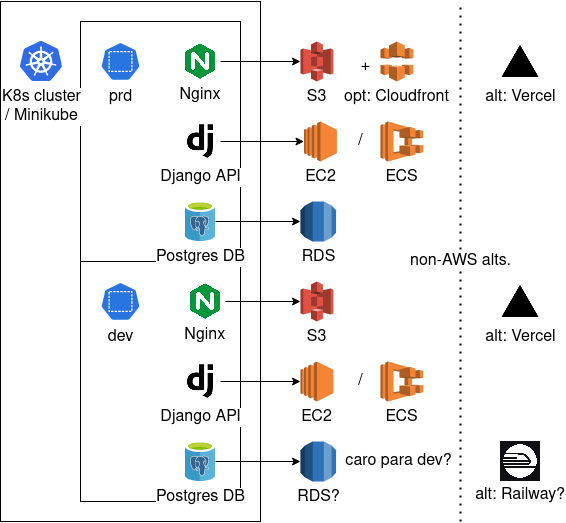 K8s cluster
/ Minikube
prd
Nginx
S3
+
opt: Cloudfront
alt: Vercel
dj
Django API
EC2
/
ECS
Postgres DB
RDS
non-AWS alts.
dev
Nginx
S3
alt: Vercel
dj
Django API
EC2
/
ECS
Postgres DB
RDS?
caro para dev?
alt: Railway?